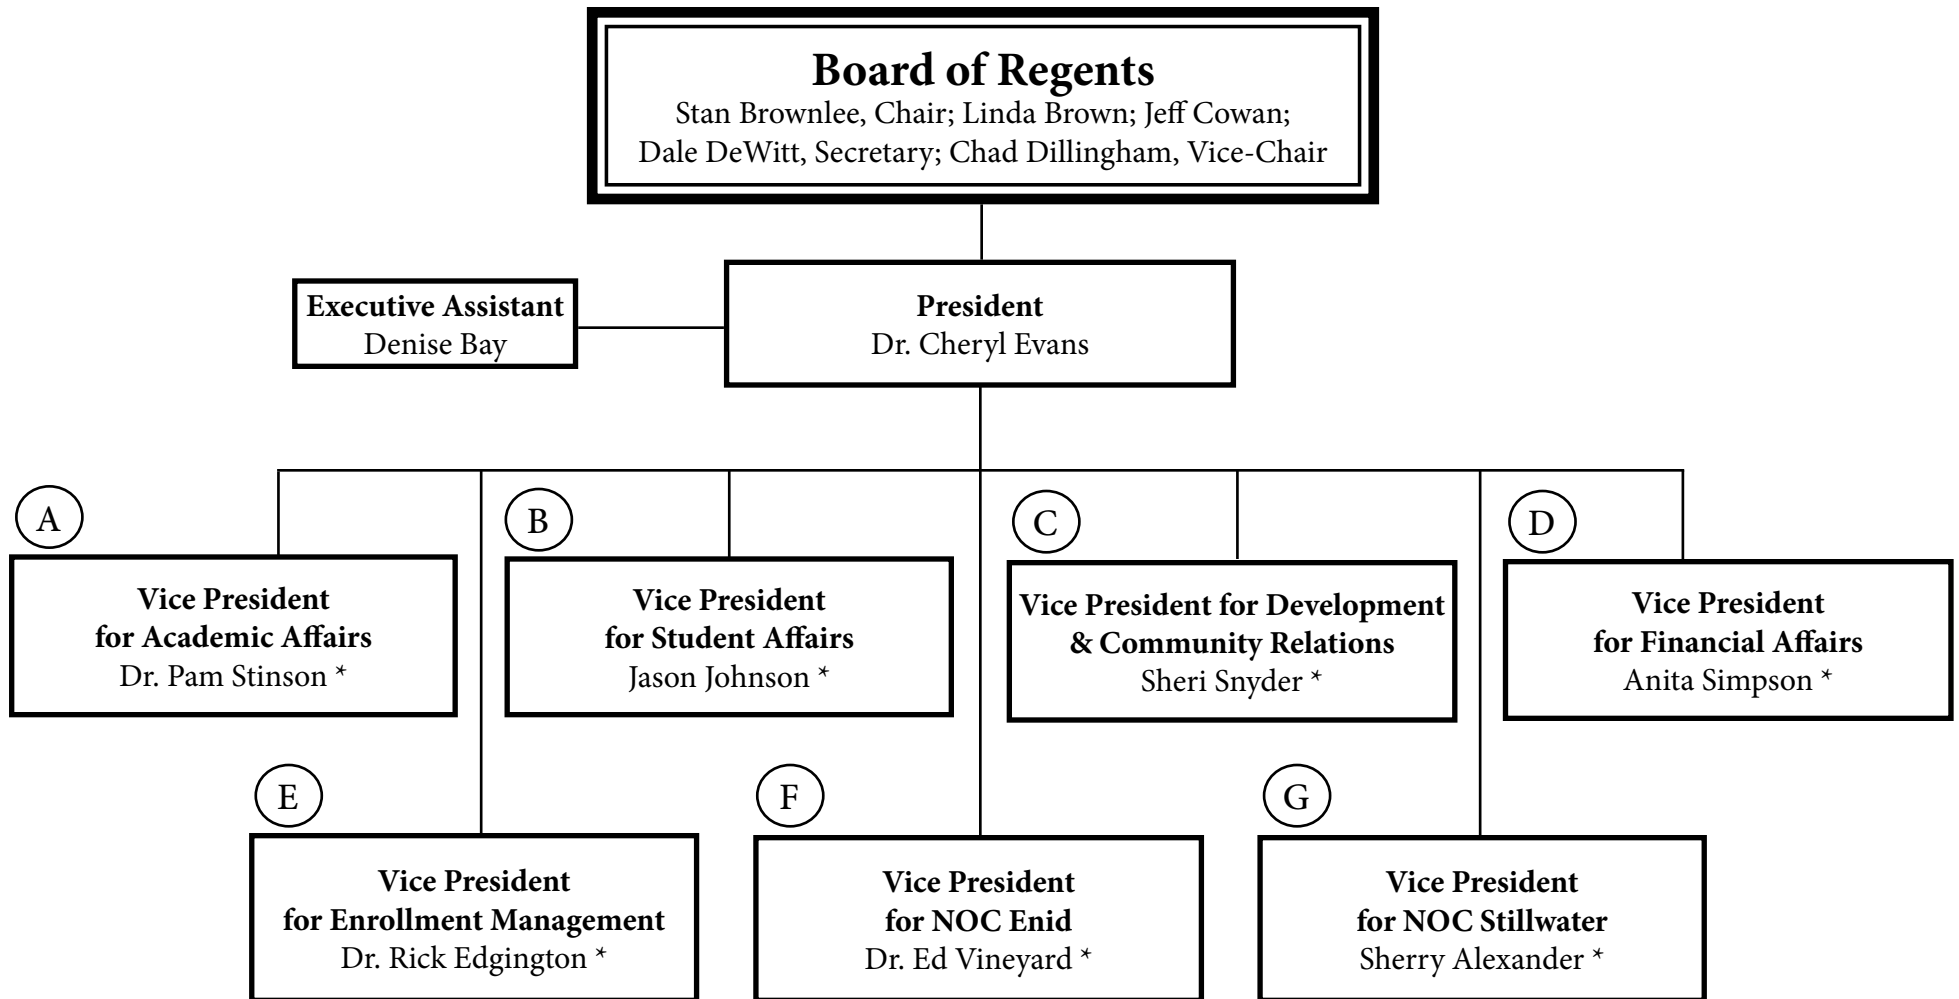 Board of Regents
Stan Brownlee, Chair; Linda Brown; Jeff Cowan;
Dale DeWitt, Secretary; Chad Dillingham, Vice-Chair
Executive Assistant
Denise Bay
President
Dr. Cheryl Evans
A
Vice President
for Academic Affairs
Dr. Pam Stinson *
B
Vice President
for Student Affairs
Jason Johnson *
C
Vice President for Development
& Community Relations
Sheri Snyder *
D
Vice President
for Financial Affairs
Anita Simpson *
E
Vice President
for Enrollment Management
Dr. Rick Edgington *
F
Vice President
for NOC Enid
Dr. Ed Vineyard *
G
Vice President
for NOC Stillwater
Sherry Alexander *